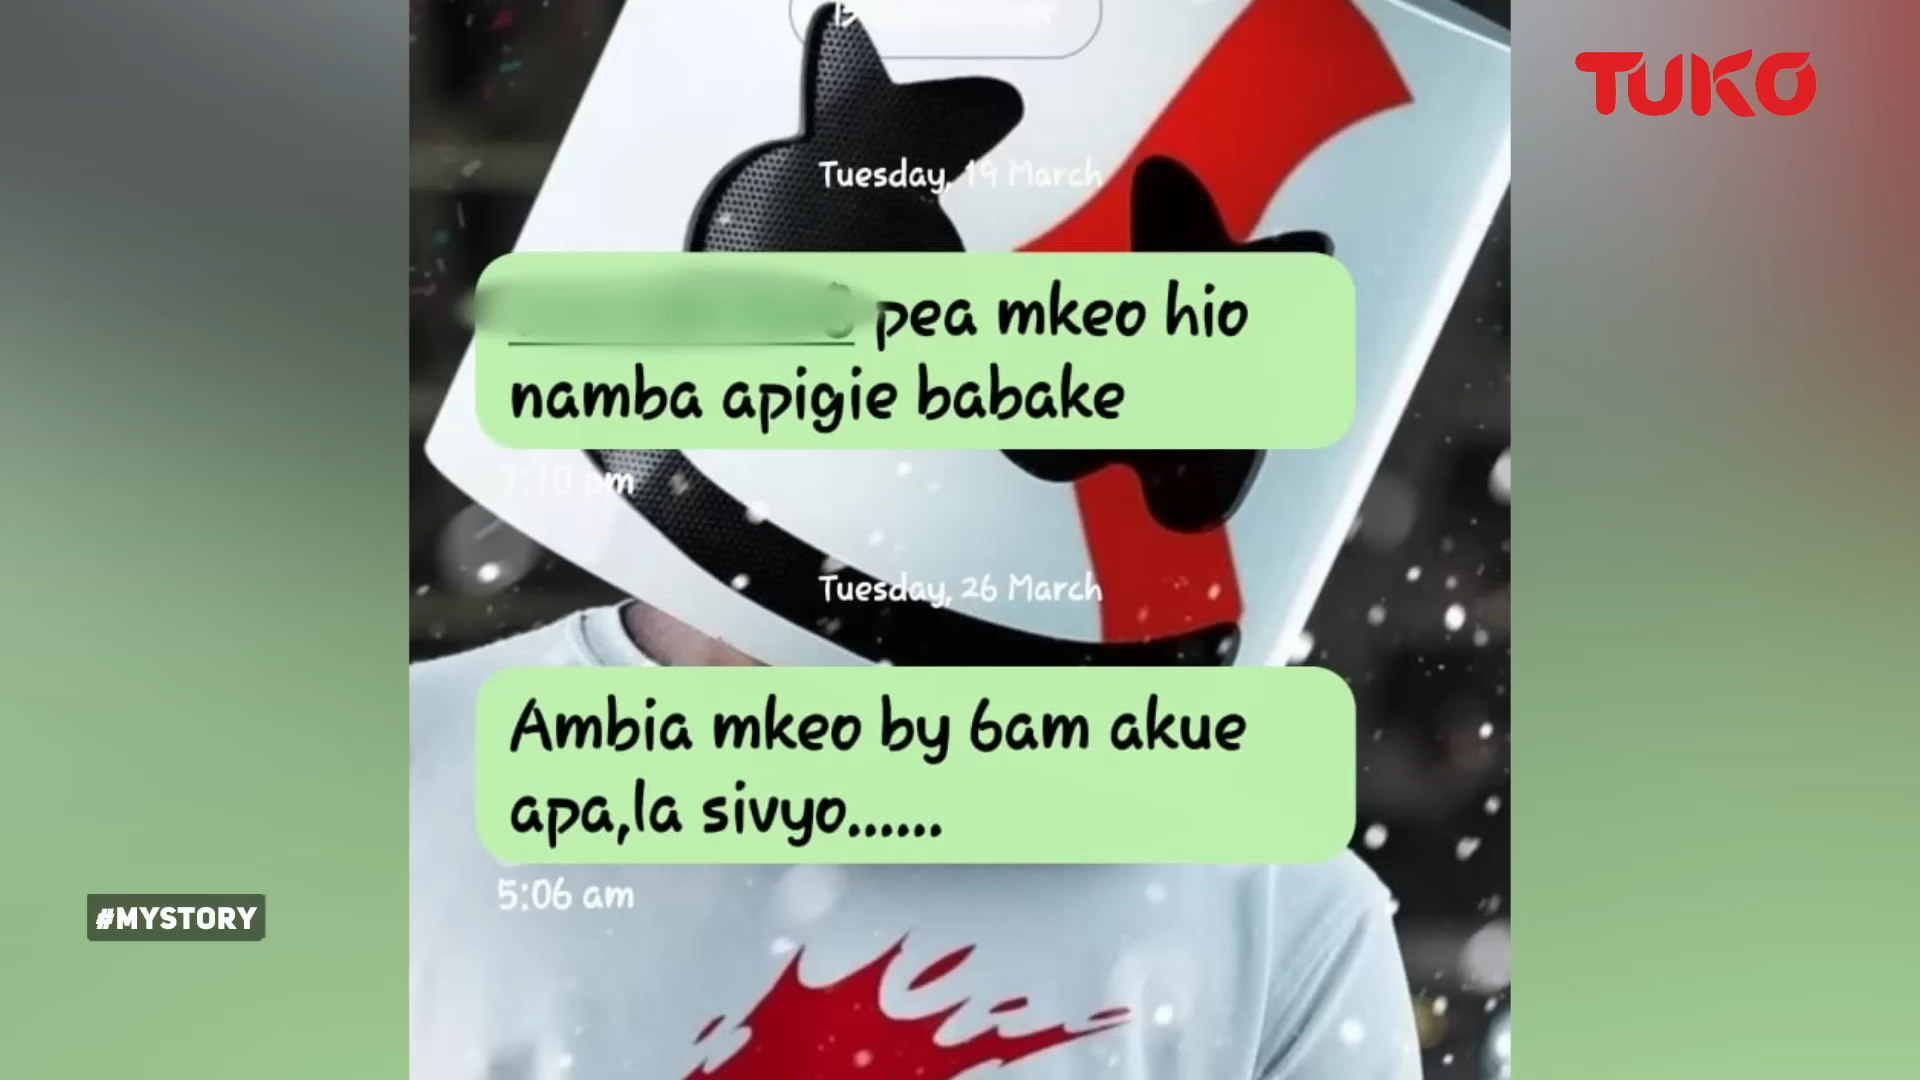 TUKO
Tuesday, 19 March
pea mkeo hio
namba apigie babake
7:10 pm
Tuesday, 26 March
Ambia mkeo by 6am akue
apa,la sivyo......
5:06 am
#MYSTORY